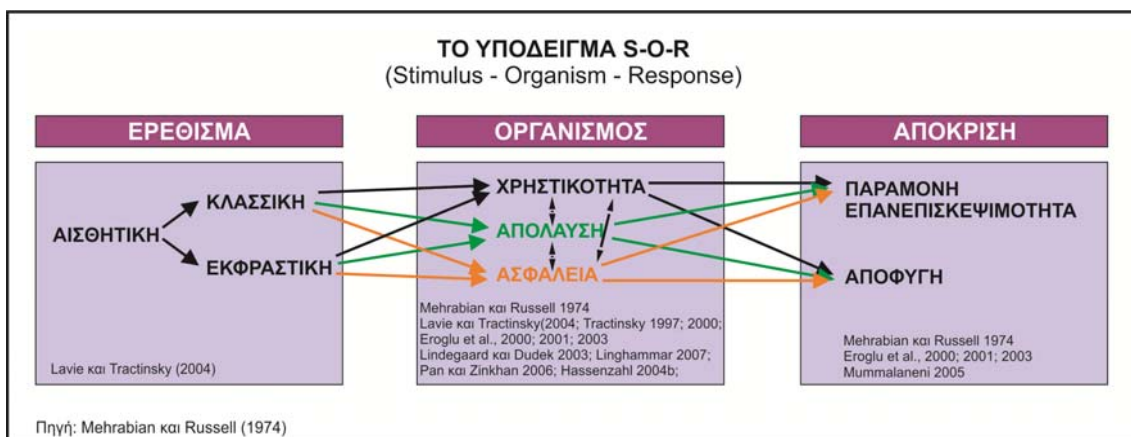 ΤΟ ΥΠΟΔΕΙΓΜΑ S-O-R
(Stimulus - Organism - Response)
ΕΡΕΘΙΣΜΑ
ΑΙΣΘΗΤΙΚΗ
ΚΛΑΣΣΙΚΗ
ΕΚΦΡΑΣΤΙΚΗ
Lavie και Tractinsky (2004)
ΟΡΓΑΝΙΣΜΟΣ
ΧΡΗΣΤΙΚΟΤΗΤΑ
ΑΠΟΛΑΥΣΗ
ΑΣΦΑΛΕΙΑ
Mehrabian και Russell 1974
Lavie και Tractinsky(2004; Tractinsky 1997; 2000;
Eroglu et al., 2000; 2001; 2003
Lindegaard και Dudek 2003; Linghammar 2007;
Pan και Zinkhan 2006; Hassenzahl 2004b;
ΑΠΟΚΡΙΣΗ
ΠΑΡΑΜΟΝΗ
ΕΠΑΝΕΠΙΣΚΕΨΙΜΟΤΗΤΑ
ΑΠΟΦΥΓΗ
Mehrabian και Russell 1974
Eroglu et al., 2000; 2001; 2003
Mummalaneni 2005
Πηγή: Mehrabian και Russell (1974)